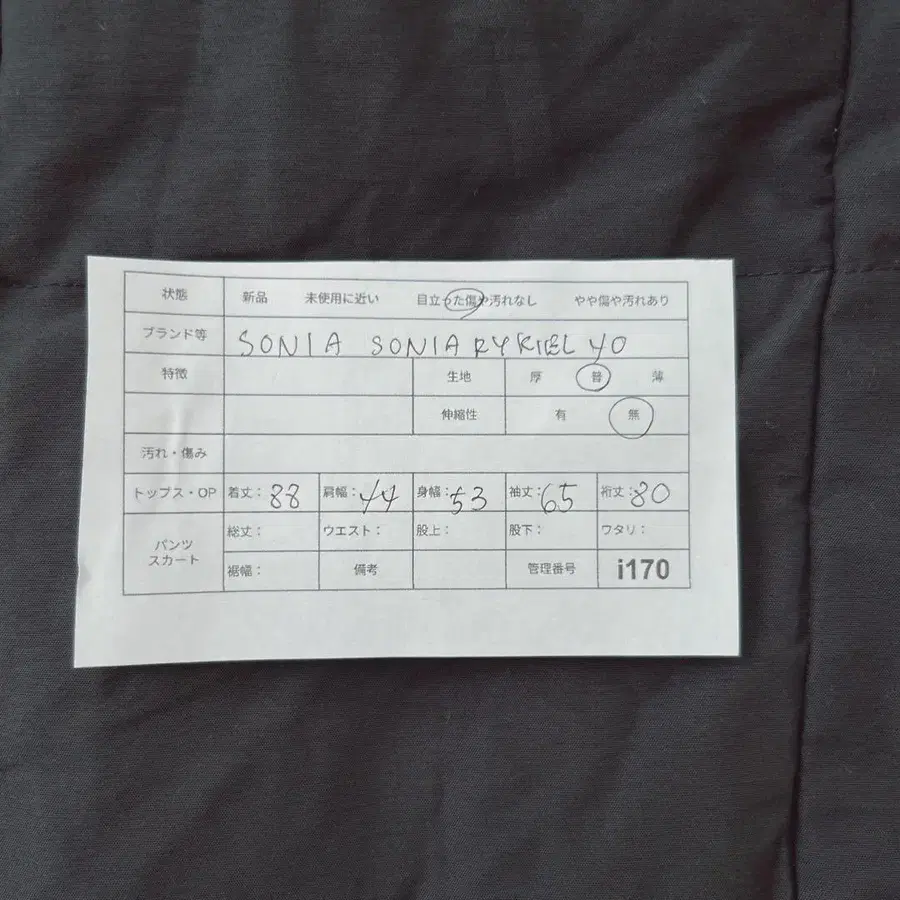 状態 新品 未使用に近い 目立った傷や汚れなし やや傷や汚れあり
ブランド等 SONIA SONIA RYKIEL 40
特徴 生地 厚 普 薄
伸縮性 有 無
汚れ・傷み
トップス・OP 着丈：88 肩幅：44 身幅：53 袖丈：65 裄丈：80
パンツ スカート 総丈： ウエスト： 股上： 股下： ワタリ：
裾幅： 備考 管理番号 i170